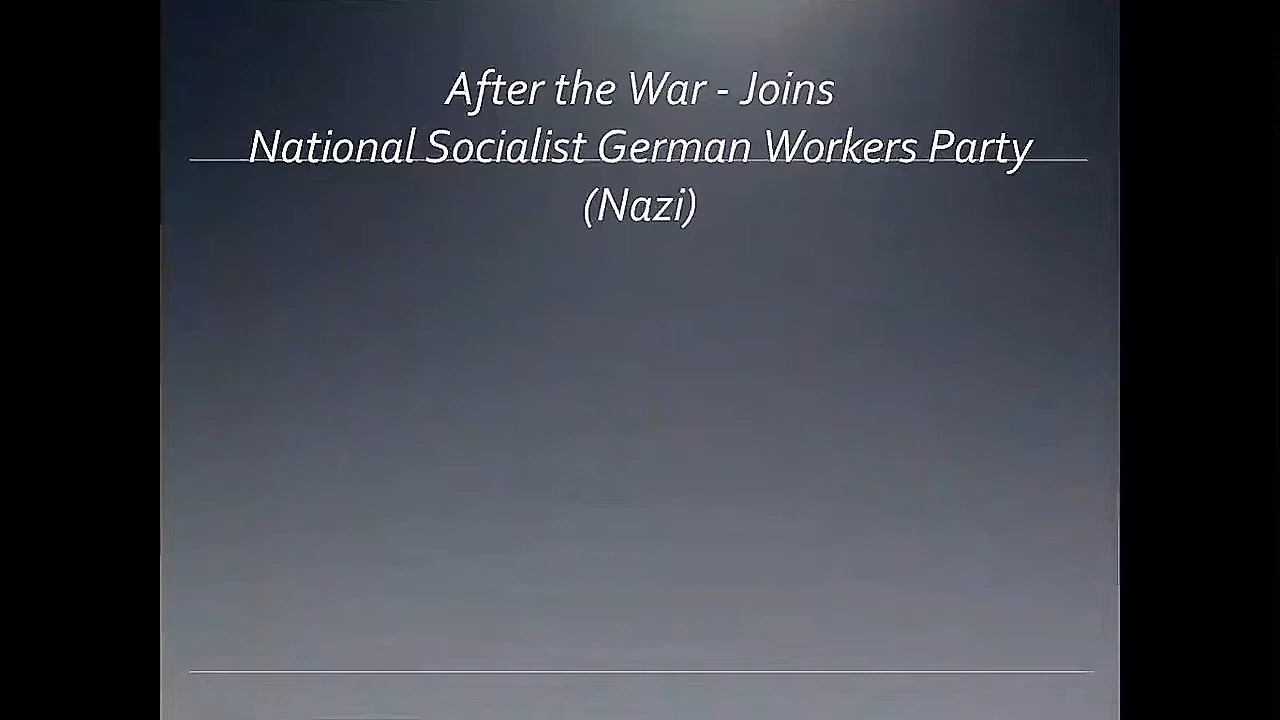 After the War - Joins
National Socialist German Workers Party
(Nazi)